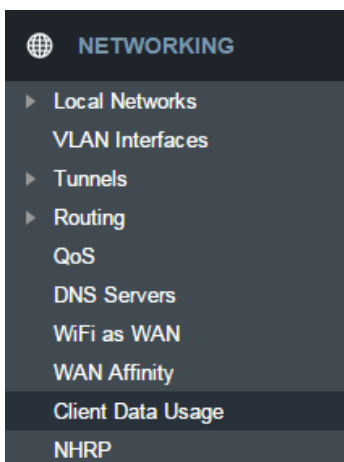 NETWORKING
Local Networks
VLAN Interfaces
Tunnels
Routing
QoS
DNS Servers
WiFi as WAN
WAN Affinity
Client Data Usage
NHRP